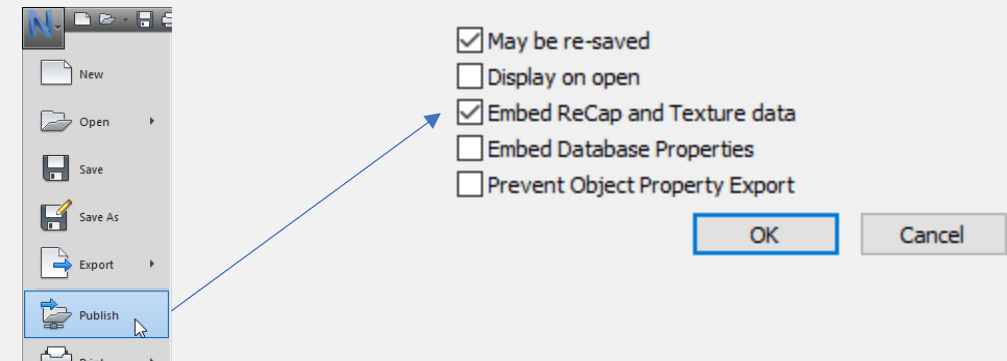 N
New
Open
Save
Save As
Export
Publish
May be re-saved
Display on open
Embed ReCap and Texture data
Embed Database Properties
Prevent Object Property Export
OK
Cancel